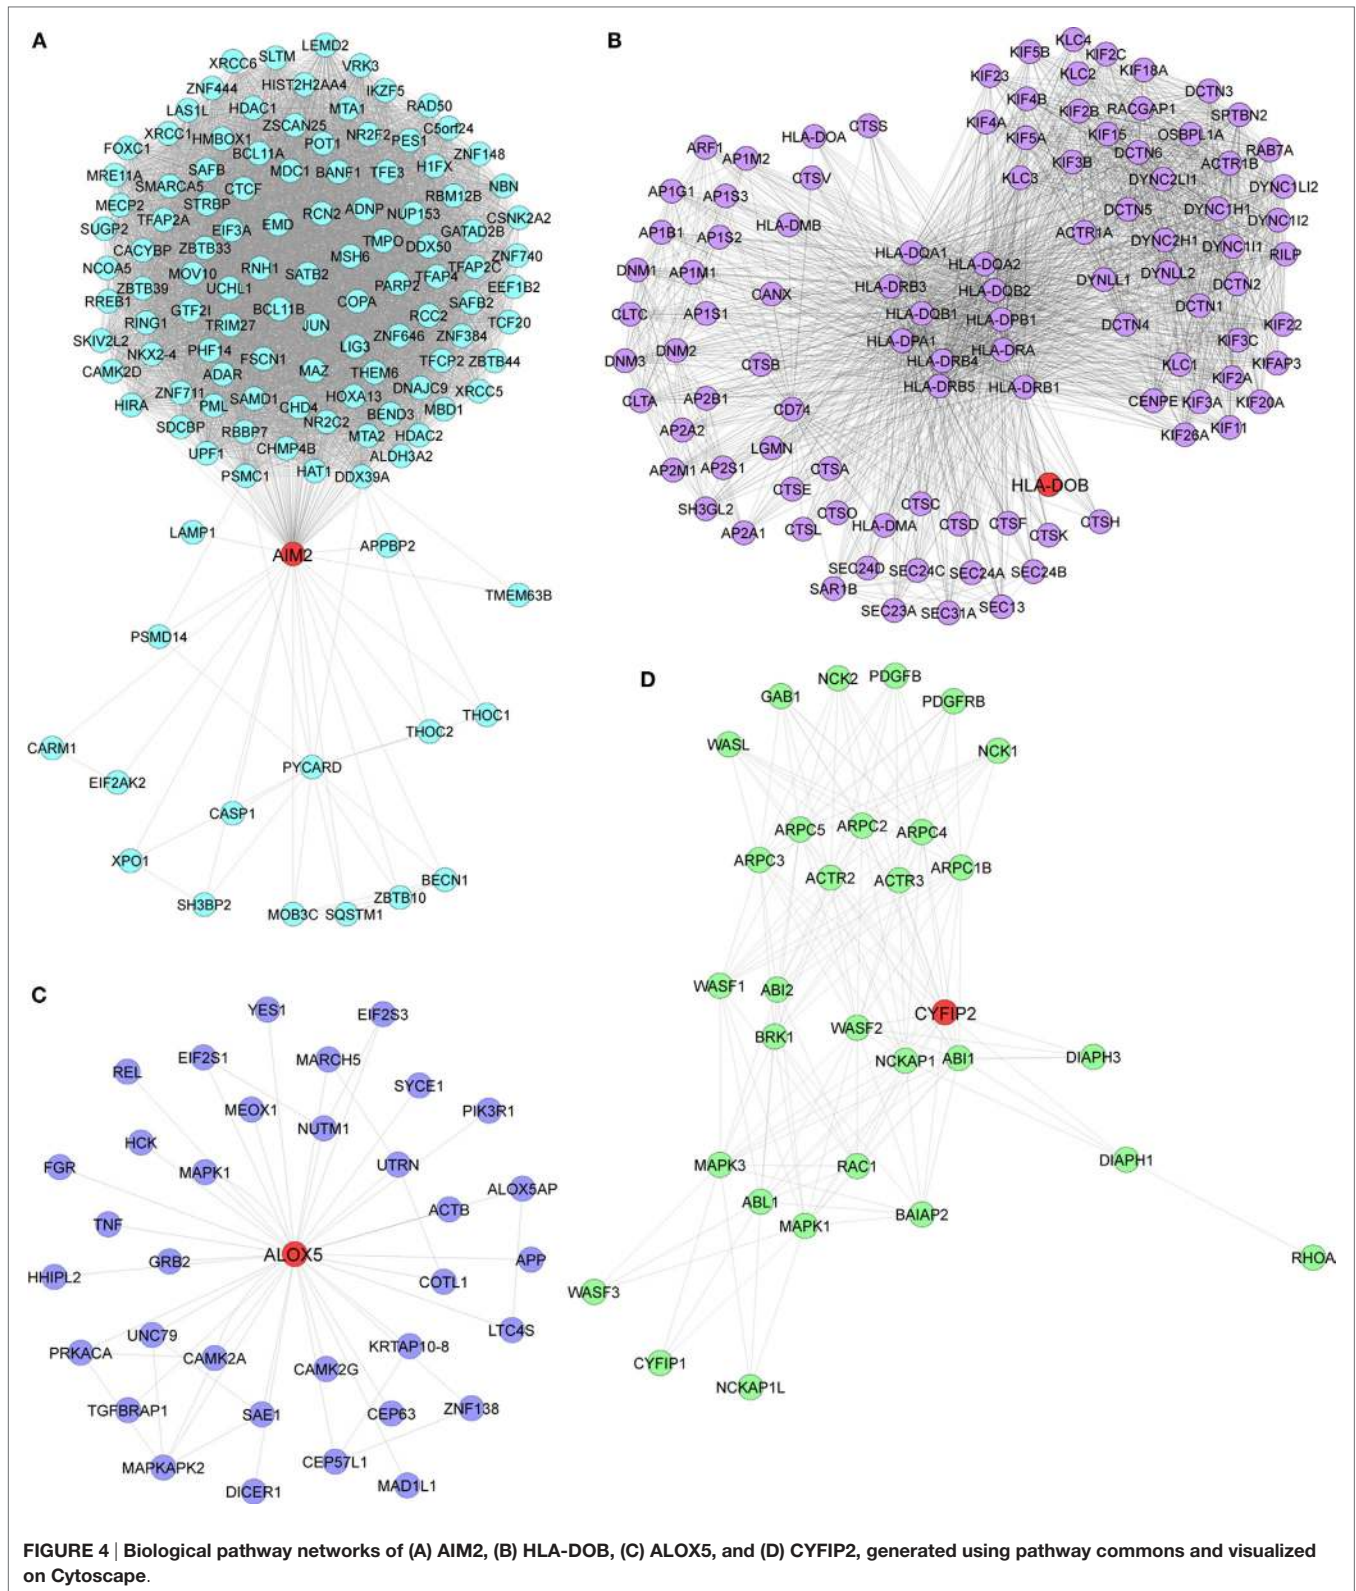 A
LEMD2
XRCC6 SLTM
VRK3
ZNF444 HIST2H2AA4 IKZF5
LAS1L HDAC1 MTA1 RAD50
XRCC1 HMBOX1 ZSCAN25 NR2F2 PES1 C5orf24
FOXC1 BCL11A POT1 ZNF148
MRE11A SAFB MDC1 BANF1 TFE3 H1FX
SMARCA5 CTCF NBN
MECP2 STRBP RCN2 ADNP NUP153 RBM12B CSNK2A2
SUGP2 TFAP2A EIF3A EMD GATAD2B
CACYBP ZBTB33 TMPO DDX50 ZNF740
NCOA5 MOV10 RNH1 SATB2 MSH6 TFAP4 TFAP2C
ZBTB39 UCHL1 PARP2 EEF1B2
RREB1 GTF2I BCL11B COPA SAFB2
RING1 TRIM27 JUN RCC2 TCF20
SKIV2L2 NKX2-4 PHF14 LIG3 ZNF646 ZNF384
CAMK2D ADAR FSCN1 MAZ THEM6 TFCP2 ZBTB44
ZNF711 DNAJC9 XRCC5
HIRA PML SAMD1 CHD4 HOXA13 MBD1
SDCBP RBBP7 NR2C2 BEND3
UPF1 CHMP4B MTA2 HDAC2
PSMC1 HAT1 DDX39A ALDH3A2
LAMP1 AIM2 APPBP2
TMEM63B
PSMD14
THOC1
CARM1 THOC2
EIF2AK2 PYCARD
CASP1
XPO1 BECN1
SH3BP2 MOB3C SQSTM1 ZBTB10
B
KLC4
KIF5B KIF2C
KIF23 KLC2 KIF18A
KIF4B KIF2B RACGAP1 DCTN3
KIF4A KIF5A KIF15 OSBPL1A SPTBN2
HLA-DOA CTSS KIF3B DCTN6 ACTR1B RAB7A
ARF1 AP1M2 CTSV KLC3 DYNC2LI1 DYNC1LI2
AP1G1 AP1S3 DCTN5 DYNC1H1 DYNC1I2
AP1B1 AP1S2 HLA-DMB ACTR1A DYNC2H1 DYNC1I1 RILP
DNM1 AP1M1 HLA-DQA1 HLA-DQA2 DYNLL1 DYNLL2 DCTN2
CANX HLA-DRB3 HLA-DQB2
CLTC AP1S1 HLA-DQB1 HLA-DPB1 DCTN4 DCTN1 KIF22
DNM3 DNM2 HLA-DPA1 HLA-DRA KIF3C
CTSB HLA-DRB4 KLC1 KIFAP3
CLTA AP2B1 HLA-DRB5 HLA-DRB1 KIF2A
AP2A2 CD74 CENPE KIF3A KIF20A
LGMN KIF26A KIF11
AP2M1 AP2S1 CTSA
CTSE HLA-DOB
SH3GL2 CTSO CTSC
AP2A1 CTSL HLA-DMA CTSD CTSF CTSK CTSH
SEC24D SEC24C SEC24A SEC24B
SAR1B
SEC23A SEC31A SEC13
C
YES1 EIF2S3
EIF2S1 MARCH5
REL SYCE1
MEOX1 NUTM1 PIK3R1
HCK
FGR MAPK1 UTRN
ALOX5AP
TNF ACTB
ALOX5
HHIPL2 GRB2 COTL1 APP
UNC79 KRTAP10-8 LTC4S
PRKACA CAMK2A CAMK2G
TGFBRAP1 SAE1 CEP63 ZNF138
MAPKAPK2 CEP57L1
DICER1 MAD1L1
D
NCK2 PDGFB
GAB1 PDGFRB
WASL NCK1
ARPC5 ARPC2 ARPC4
ARPC3 ARPC1B
ACTR2 ACTR3
WASF1 ABI2
CYFIP2
BRK1 WASF2
NCKAP1 ABI1 DIAPH3
MAPK3 RAC1 DIAPH1
ABL1
MAPK1 BAIAP2
RHOA
WASF3
CYFIP1
NCKAP1L
FIGURE 4 | Biological pathway networks of (A) AIM2, (B) HLA-DOB, (C) ALOX5, and (D) CYFIP2, generated using pathway commons and visualized
on Cytoscape.